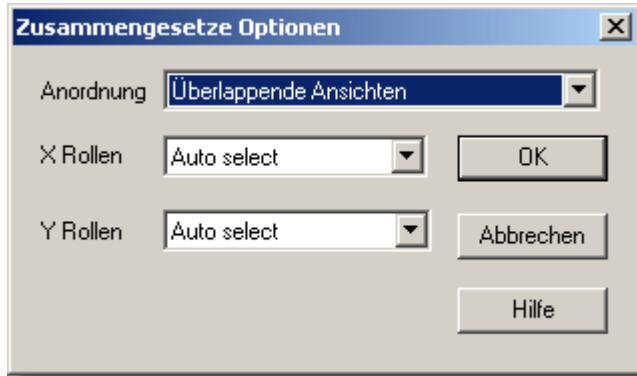 Zusammengesetze Optionen
Anordnung Überlappende Ansichten
X Rollen Auto select OK
Y Rollen Auto select Abbrechen
Hilfe